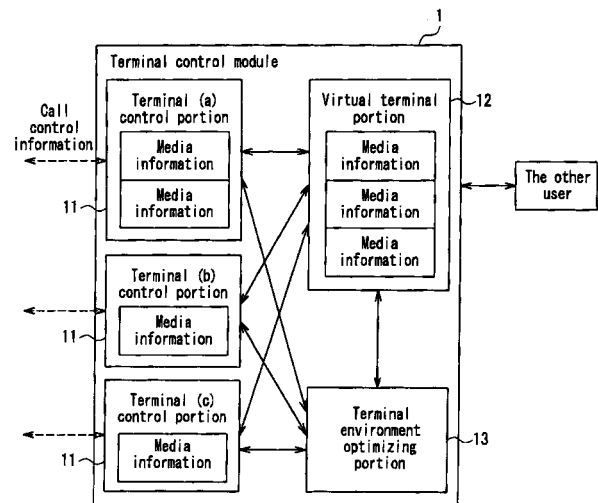 1
Terminal control module
Call
control
information
Terminal (a)
control portion
Media
information
Media
information
11
Virtual terminal
portion
12
Media
information
Media
information
Media
information
The other
user
Terminal (b)
control portion
Media
information
11
Terminal (c)
control portion
Media
information
11
Terminal
environment
optimizing
portion
13